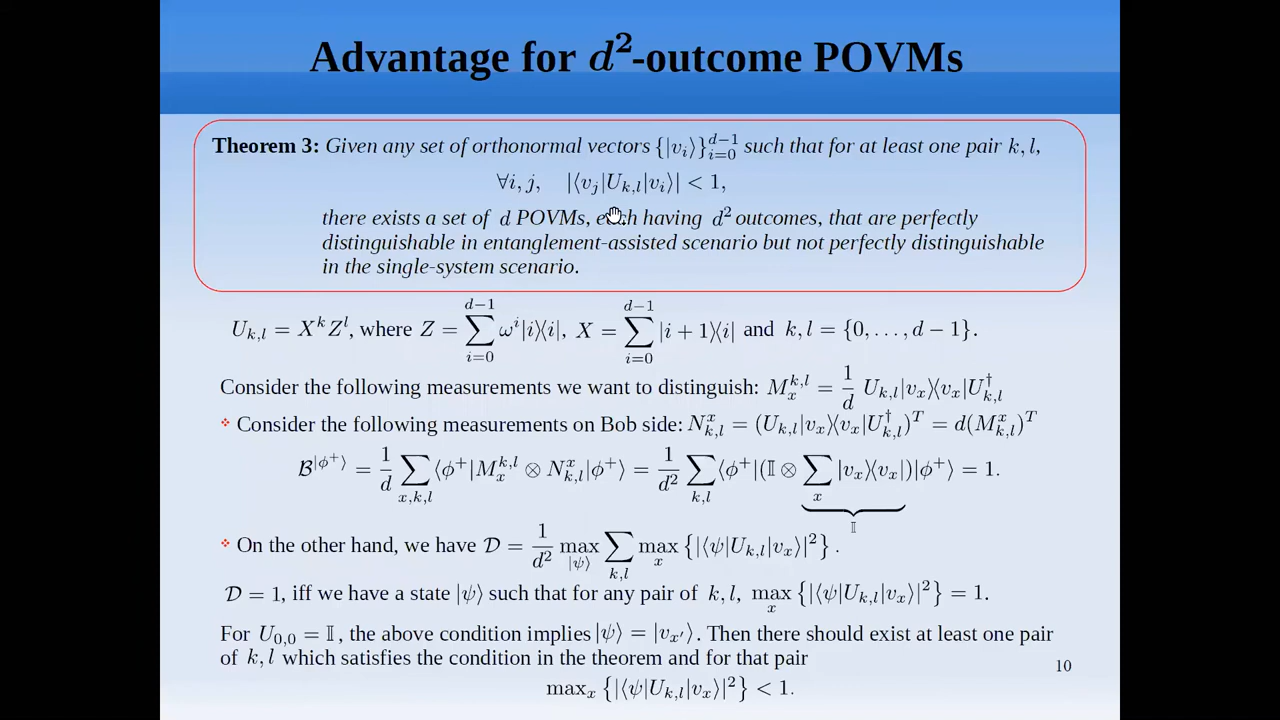 Advantage for d²-outcome POVMs
Theorem 3: Given any set of orthonormal vectors {|v_i⟩}_{i=0}^{d−1} such that for at least one pair k, l,
∀i, j, |⟨v_j|U_{k,l}|v_i⟩| < 1,
there exists a set of d POVMs, each having d² outcomes, that are perfectly
distinguishable in entanglement-assisted scenario but not perfectly distinguishable
in the single-system scenario.
U_{k,l} = X^k Z^l, where Z = ∑_{i=0}^{d−1} ω^i |i⟩⟨i|, X = ∑_{i=0}^{d−1} |i + 1⟩⟨i| and k, l = {0, . . . , d − 1}.
Consider the following measurements we want to distinguish: M_x^{k,l} = 1/d U_{k,l}|v_x⟩⟨v_x|U_{k,l}^†
❖ Consider the following measurements on Bob side: N_{k,l}^x = (U_{k,l}|v_x⟩⟨v_x|U_{k,l}^†)^T = d(M_{k,l}^x)^T
ℬ^{|ϕ^+⟩} = 1/d ∑_{x,k,l} ⟨ϕ^+|M_x^{k,l} ⊗ N_{k,l}^x|ϕ^+⟩ = 1/d² ∑_{k,l} ⟨ϕ^+|(𝕀 ⊗ ∑_x |v_x⟩⟨v_x|)|ϕ^+⟩ = 1.
𝕀
❖ On the other hand, we have 𝒟 = 1/d² max_{|ψ⟩} ∑_{k,l} max_x {|⟨ψ|U_{k,l}|v_x⟩|²} .
𝒟 = 1, iff we have a state |ψ⟩ such that for any pair of k, l, max_x {|⟨ψ|U_{k,l}|v_x⟩|²} = 1.
For U_{0,0} = 𝕀, the above condition implies |ψ⟩ = |v_{x′}⟩. Then there should exist at least one pair
of k, l which satisfies the condition in the theorem and for that pair
10
max_x {|⟨ψ|U_{k,l}|v_x⟩|²} < 1.